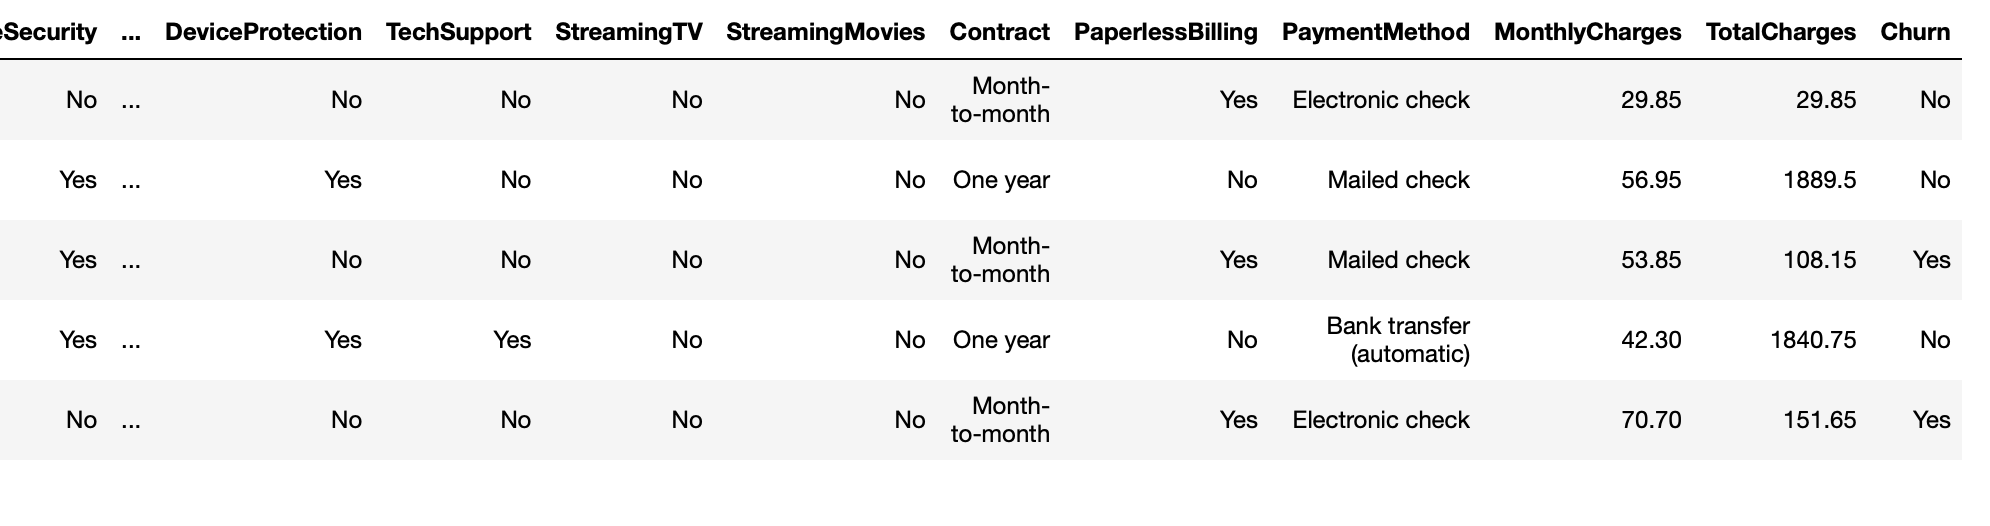 eSecurity ... DeviceProtection TechSupport StreamingTV StreamingMovies Contract PaperlessBilling PaymentMethod MonthlyCharges TotalCharges Churn
No ... No No No No Month-to-month Yes Electronic check 29.85 29.85 No
Yes ... Yes No No No One year No Mailed check 56.95 1889.5 No
Yes ... No No No No Month-to-month Yes Mailed check 53.85 108.15 Yes
Yes ... Yes Yes No No One year No Bank transfer (automatic) 42.30 1840.75 No
No ... No No No No Month-to-month Yes Electronic check 70.70 151.65 Yes